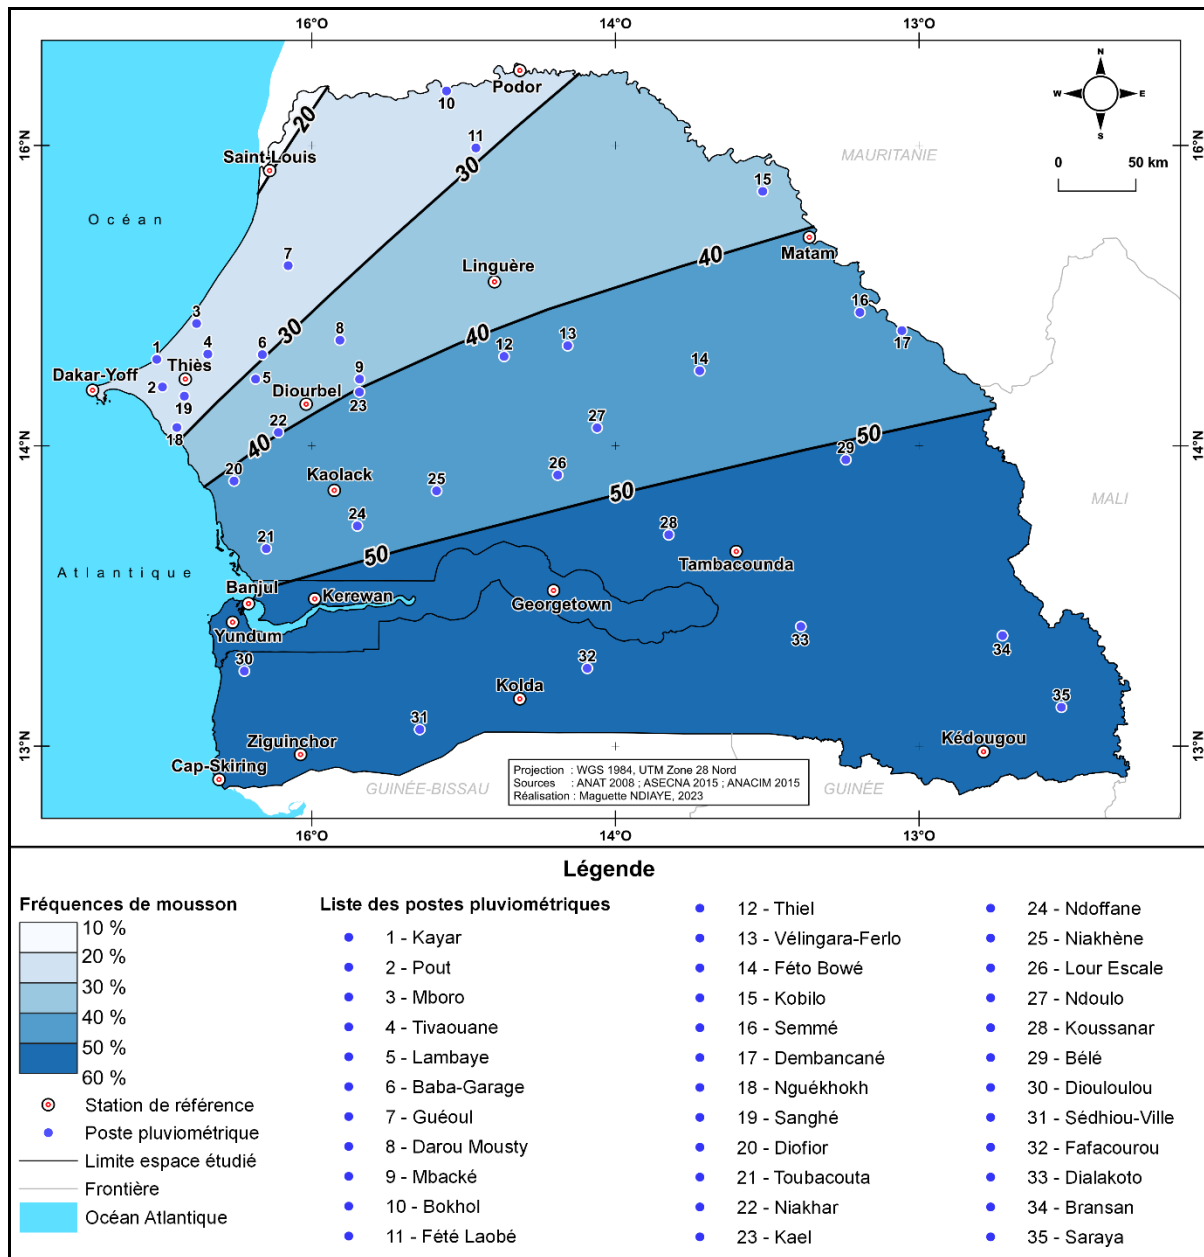 16°O
14°O
13°O
N
W
E
S
0
50 km
16°N
16°N
14°N
14°N
13°N
13°N
MAURITANIE
MALI
GUINÉE-BISSAU
GUINÉE
Océan
Atlantique
Podor
10
20
11
Saint-Louis
30
15
7
Linguère
40
Matam
3
16
1
4
6
30
8
12
13
17
Dakar-Yoff
Thiès
2
5
9
40
14
19
Diourbel
23
18
22
40
27
50
29
20
Kaolack
25
26
50
24
28
21
50
Tambacounda
Banjul
Kerewan
Georgetown
Yundum
33
34
30
32
Kolda
35
31
Ziguinchor
Kédougou
Cap-Skiring
Projection : WGS 1984, UTM Zone 28 Nord
Sources : ANAT 2008 ; ASECNA 2015 ; ANACIM 2015
Réalisation : Maguette NDIAYE, 2023
16°O
14°O
13°O
Légende
Fréquences de mousson
10 %
20 %
30 %
40 %
50 %
60 %
Station de référence
Poste pluviométrique
Limite espace étudié
Frontière
Océan Atlantique
Liste des postes pluviométriques
1 - Kayar
2 - Pout
3 - Mboro
4 - Tivaouane
5 - Lambaye
6 - Baba-Garage
7 - Guéoul
8 - Darou Mousty
9 - Mbacké
10 - Bokhol
11 - Fété Laobé
12 - Thiel
13 - Vélingara-Ferlo
14 - Féto Bowé
15 - Kobilo
16 - Semmé
17 - Dembancané
18 - Nguékhokh
19 - Sanghé
20 - Diofior
21 - Toubacouta
22 - Niakhar
23 - Kael
24 - Ndoffane
25 - Niakhène
26 - Lour Escale
27 - Ndoulo
28 - Koussanar
29 - Bélé
30 - Diouloulou
31 - Sédhiou-Ville
32 - Fafacourou
33 - Dialakoto
34 - Bransan
35 - Saraya